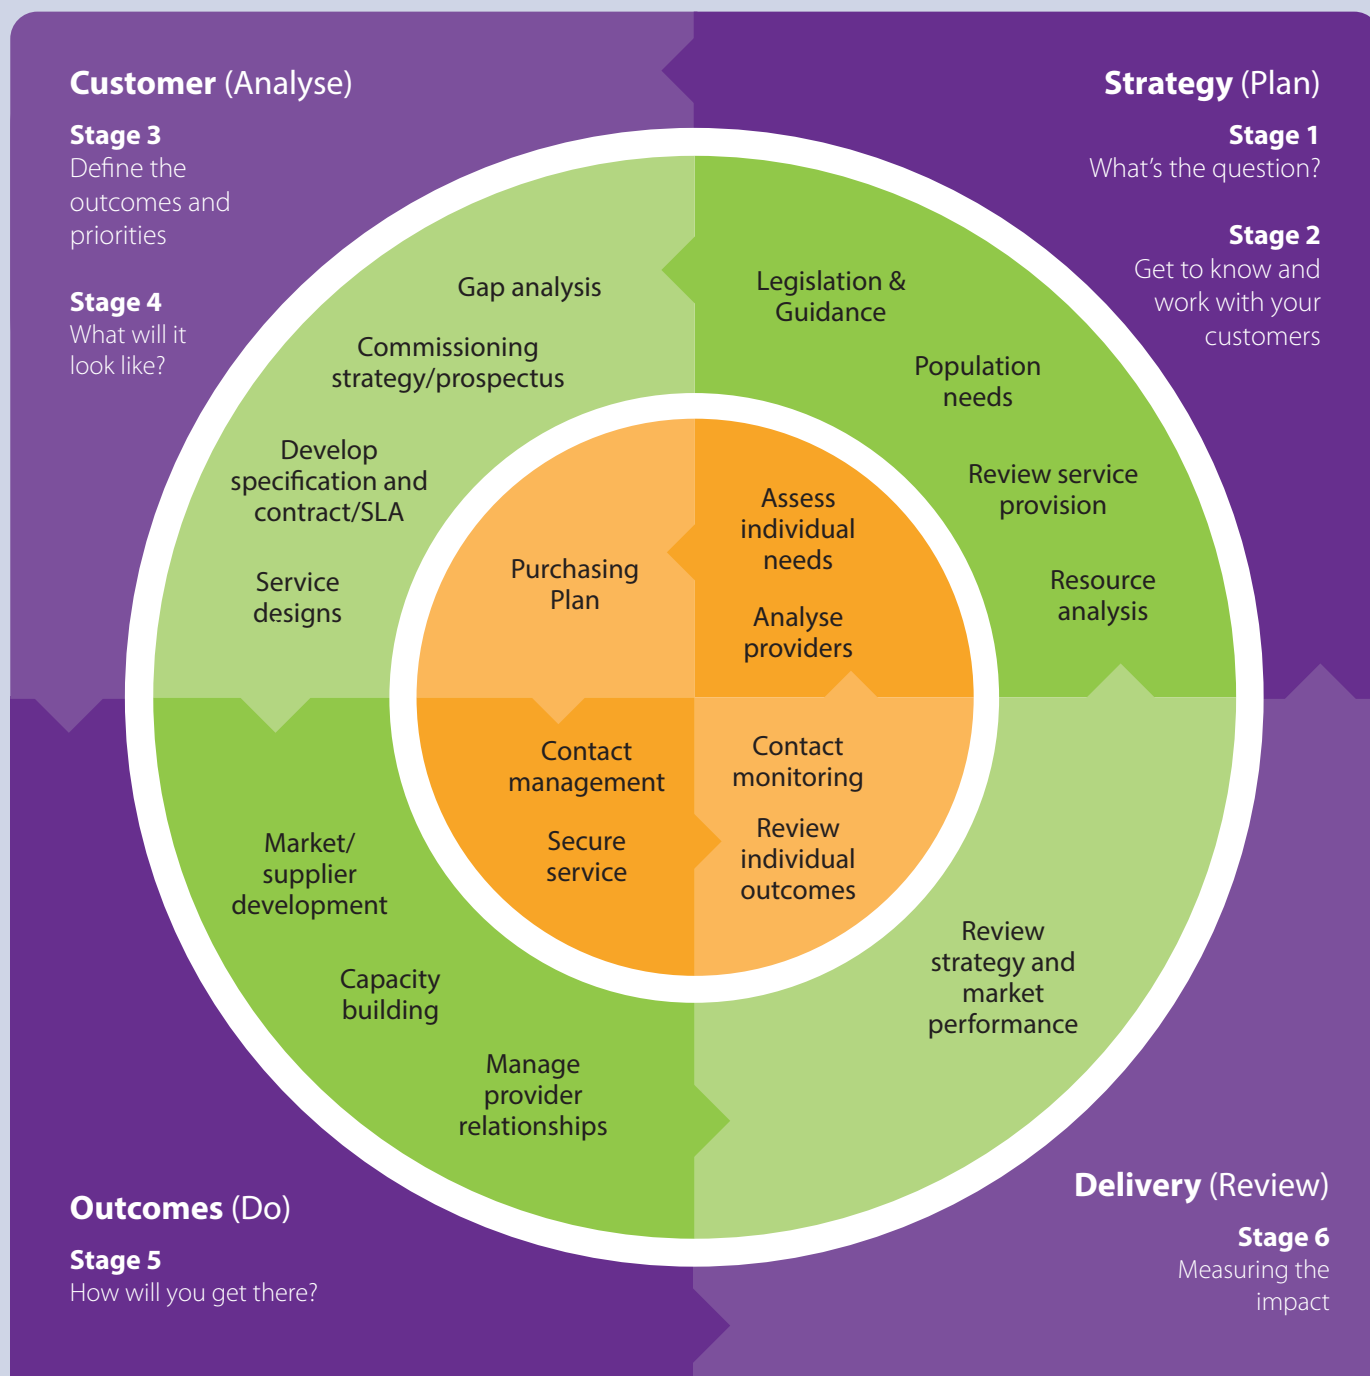 Customer (Analyse)
Stage 3
Define the
outcomes and
priorities
Stage 4
What will it
look like?
Strategy (Plan)
Stage 1
What's the question?
Stage 2
Get to know and
work with your
customers
Gap analysis
Commissioning
strategy/prospectus
Develop
specification and
contract/SLA
Service
designs
Legislation &
Guidance
Population
needs
Review service
provision
Resource
analysis
Purchasing
Plan
Assess
individual
needs
Analyse
providers
Contact
management
Secure
service
Contact
monitoring
Review
individual
outcomes
Market/
supplier
development
Capacity
building
Manage
provider
relationships
Review
strategy and
market
performance
Outcomes (Do)
Stage 5
How will you get there?
Delivery (Review)
Stage 6
Measuring the
impact